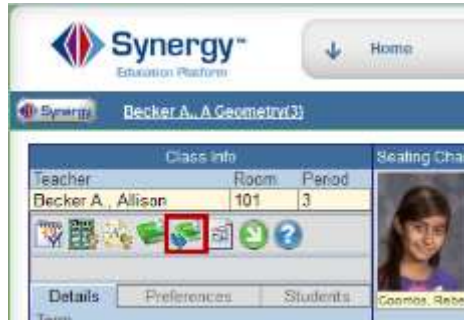 Synergy™
Education Platform
Home
Synergy
Becker A., A Geometry(3)
Class Info
Seating Cha
Teacher
Room
Period
Becker A., Allison
101
3
Details
Preferences
Students
Term
Coomos, Rebe